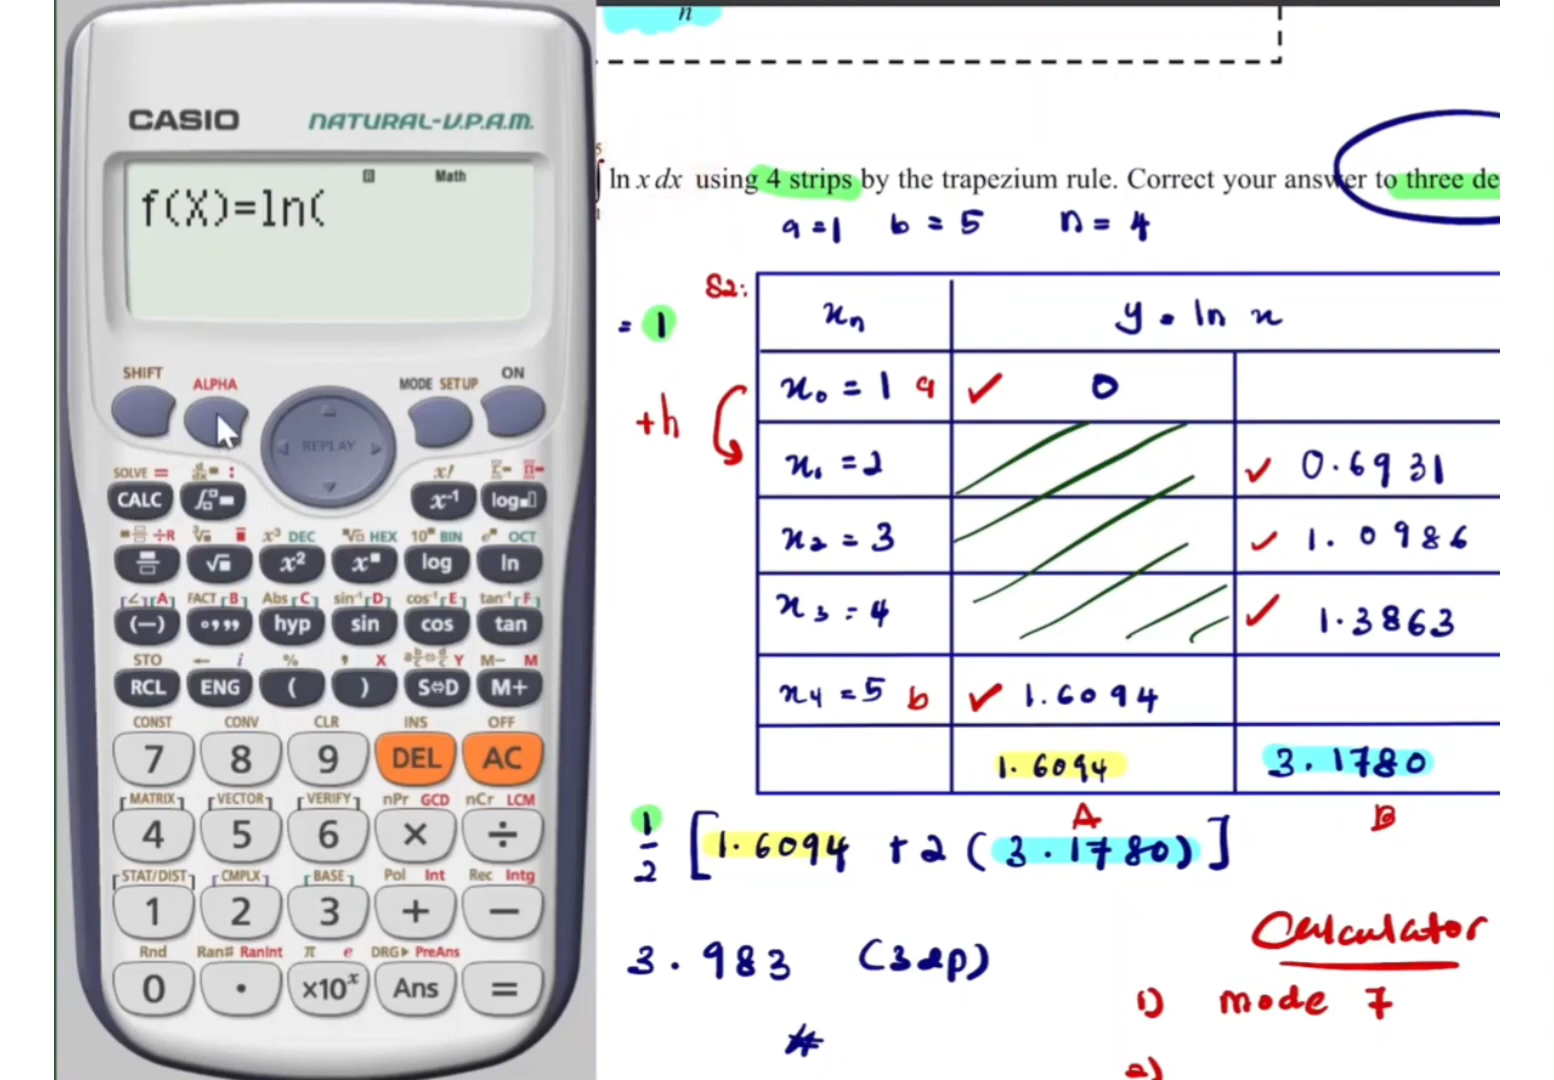 n
CASIO NATURAL-V.P.A.M.
Math
f(X)=ln(
5
1
ln x dx using 4 strips by the trapezium rule. Correct your answer to three de
a = 1 b = 5 n = 4
S2:
= 1
xn y = ln x
+h
x0 = 1 a ✓ 0
x1 = 2 ✓ 0.6931
x2 = 3 ✓ 1.0986
x3 = 4 ✓ 1.3863
x4 = 5 b ✓ 1.6094
1.6094 3.1780
A B
1/2 [1.6094 + 2(3.1780)]
3.983 (3dp)
Calculator
1) mode 7
2)
SHIFT ALPHA MODE SETUP ON
REPLAY
SOLVE = d/dx = : x! Σ- Π-
CALC ∫ x⁻¹ log
÷R ³√ x³ DEC HEX 10 BIN e OCT
√ x² x log ln
∠ A FACT B Abs C sin⁻¹ D cos⁻¹ E tan⁻¹ F
(−) °,,, hyp sin cos tan
STO ← i % , X Y M− M
RCL ENG ( ) S⇔D M+
CONST CONV CLR INS OFF
7 8 9 DEL AC
MATRIX VECTOR VERIFY nPr GCD nCr LCM
4 5 6 × ÷
STAT/DIST CMPLX BASE Pol Int Rec Intg
1 2 3 + −
Rnd Ran# RanInt π e DRG▶ PreAns
0 • ×10ˣ Ans =